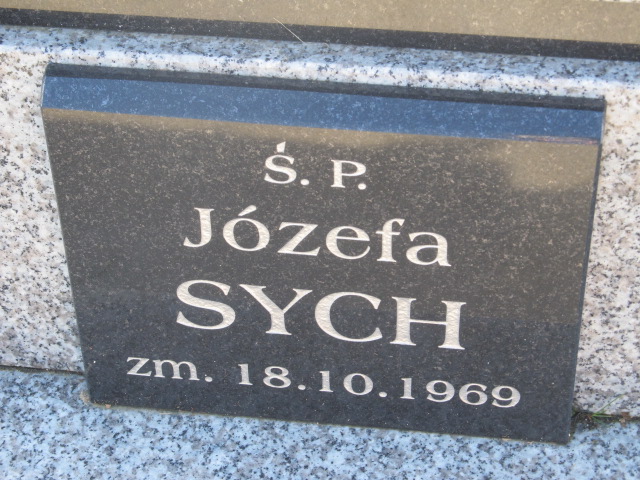 Ś. P.
Józefa
SYCH
zm. 18.10.1969